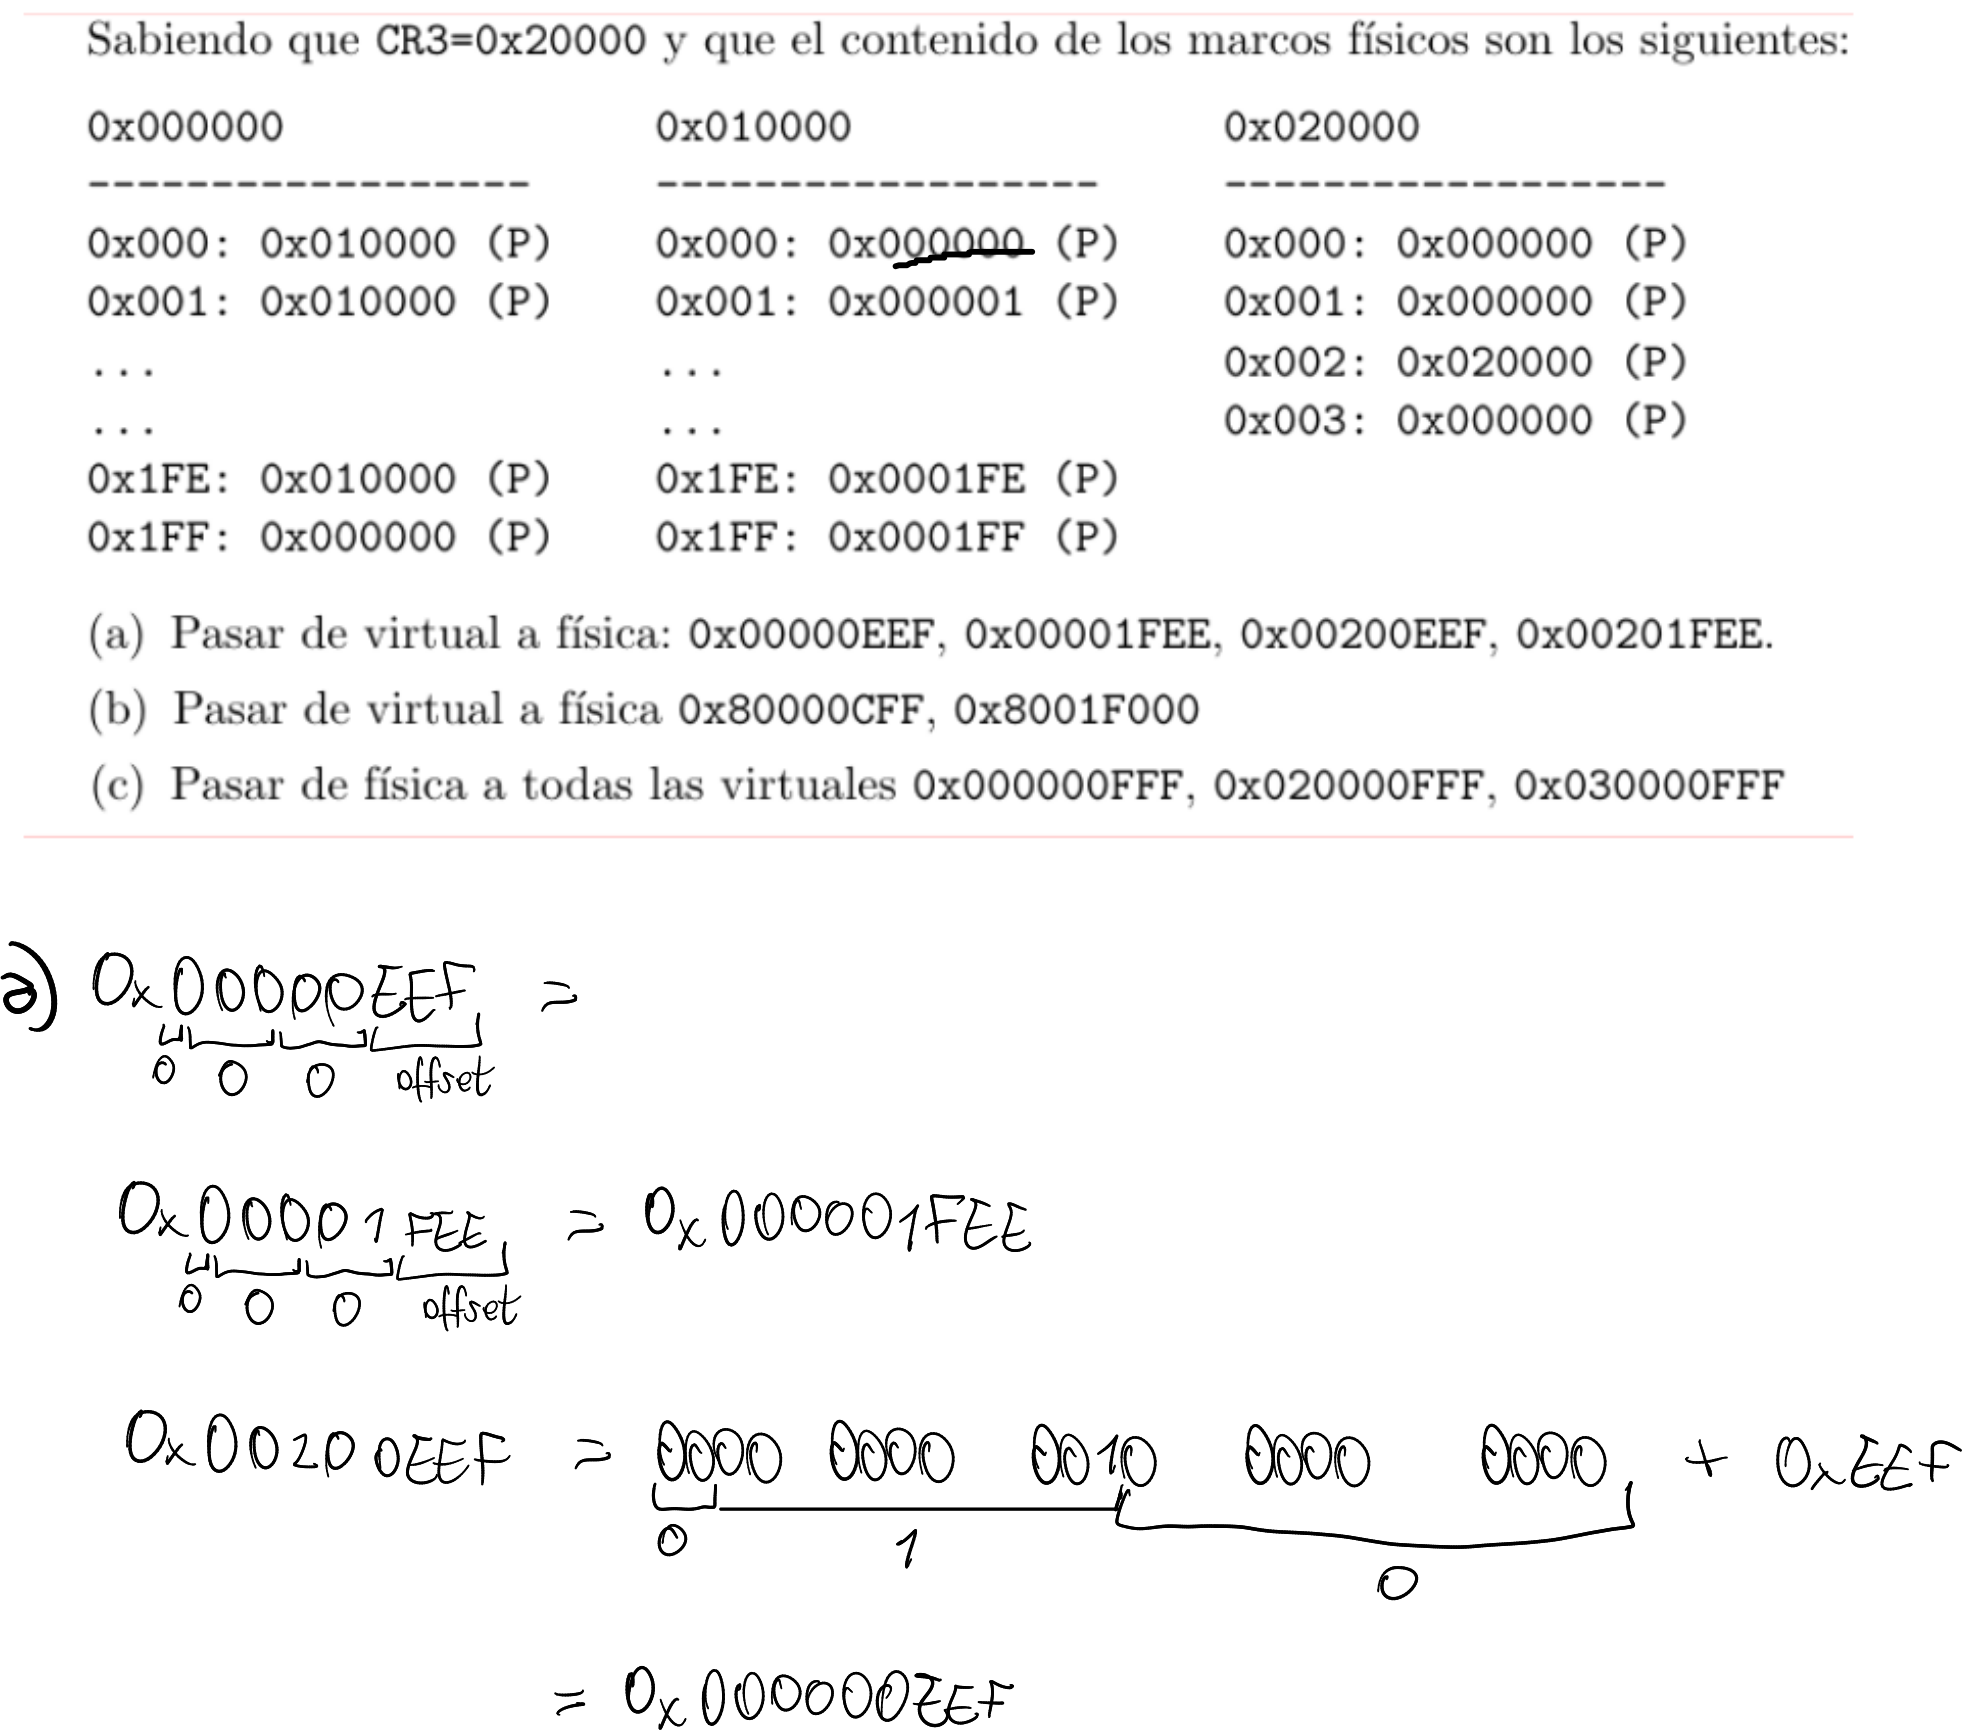 Sabiendo que CR3=0x20000 y que el contenido de los marcos físicos son los siguientes:
0x000000 0x010000 0x020000
------------------ ------------------ ------------------
0x000: 0x010000 (P) 0x000: 0x000000 (P) 0x000: 0x000000 (P)
0x001: 0x010000 (P) 0x001: 0x000001 (P) 0x001: 0x000000 (P)
... ... 0x002: 0x020000 (P)
... ... 0x003: 0x000000 (P)
0x1FE: 0x010000 (P) 0x1FE: 0x0001FE (P)
0x1FF: 0x000000 (P) 0x1FF: 0x0001FF (P)
(a) Pasar de virtual a física: 0x00000EEF, 0x00001FEE, 0x00200EEF, 0x00201FEE.
(b) Pasar de virtual a física 0x80000CFF, 0x8001F000
(c) Pasar de física a todas las virtuales 0x000000FFF, 0x020000FFF, 0x030000FFF
a) 0x00000EEF =
0 0 0 offset
0x00001FEE = 0x000001FEE
0 0 0 offset
0x00200EEF = 0000 0000 0010 0000 0000 + 0xEEF
0 1 0
= 0x000000EEF